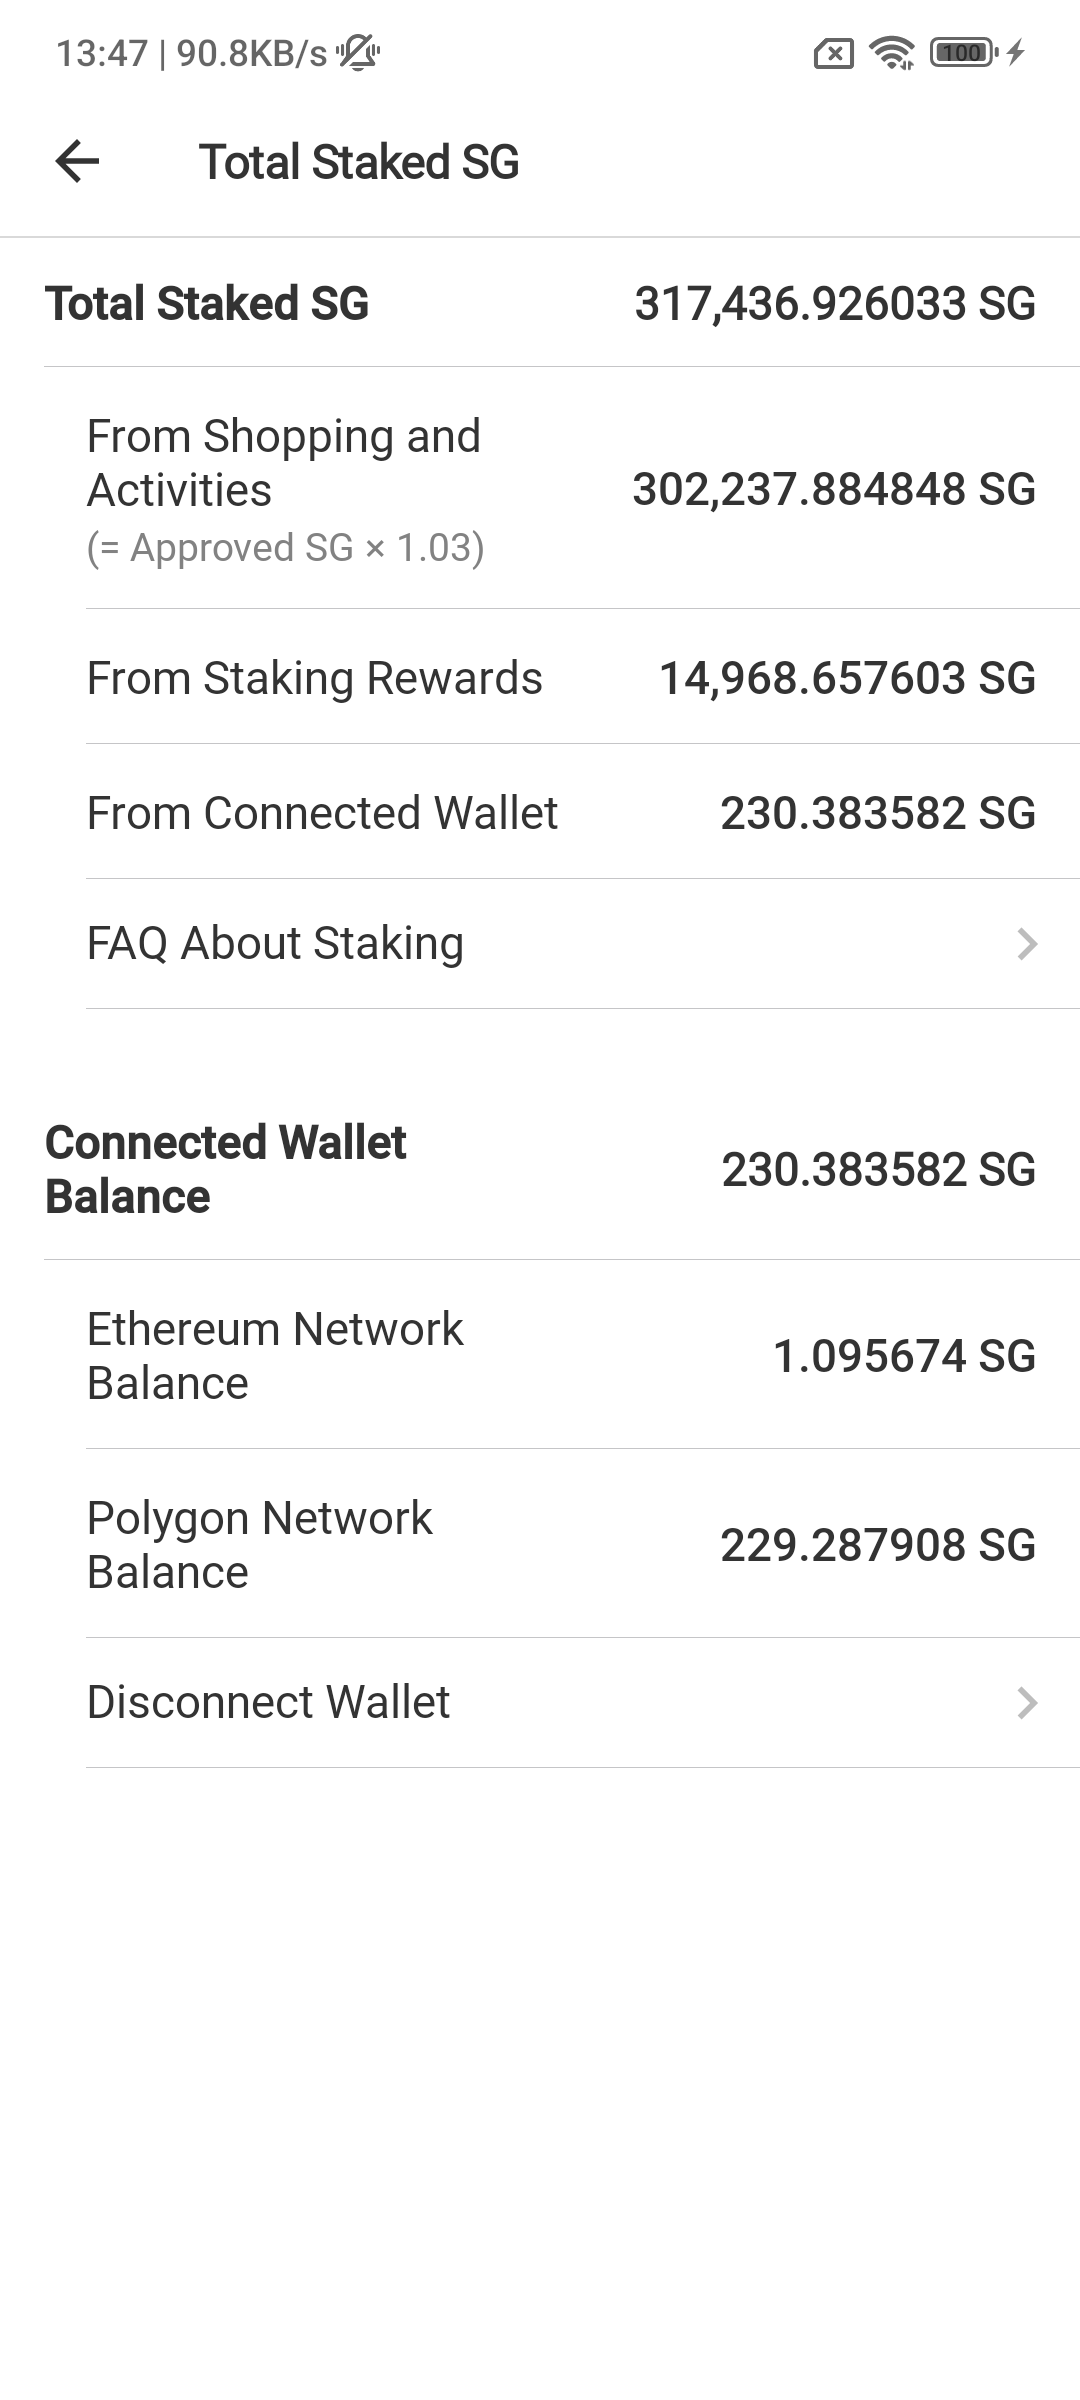 13:47 | 90.8KB/s
100
Total Staked SG
Total Staked SG 317,436.926033 SG
From Shopping and
Activities 302,237.884848 SG
(= Approved SG × 1.03)
From Staking Rewards 14,968.657603 SG
From Connected Wallet 230.383582 SG
FAQ About Staking
Connected Wallet
Balance 230.383582 SG
Ethereum Network
Balance 1.095674 SG
Polygon Network
Balance 229.287908 SG
Disconnect Wallet